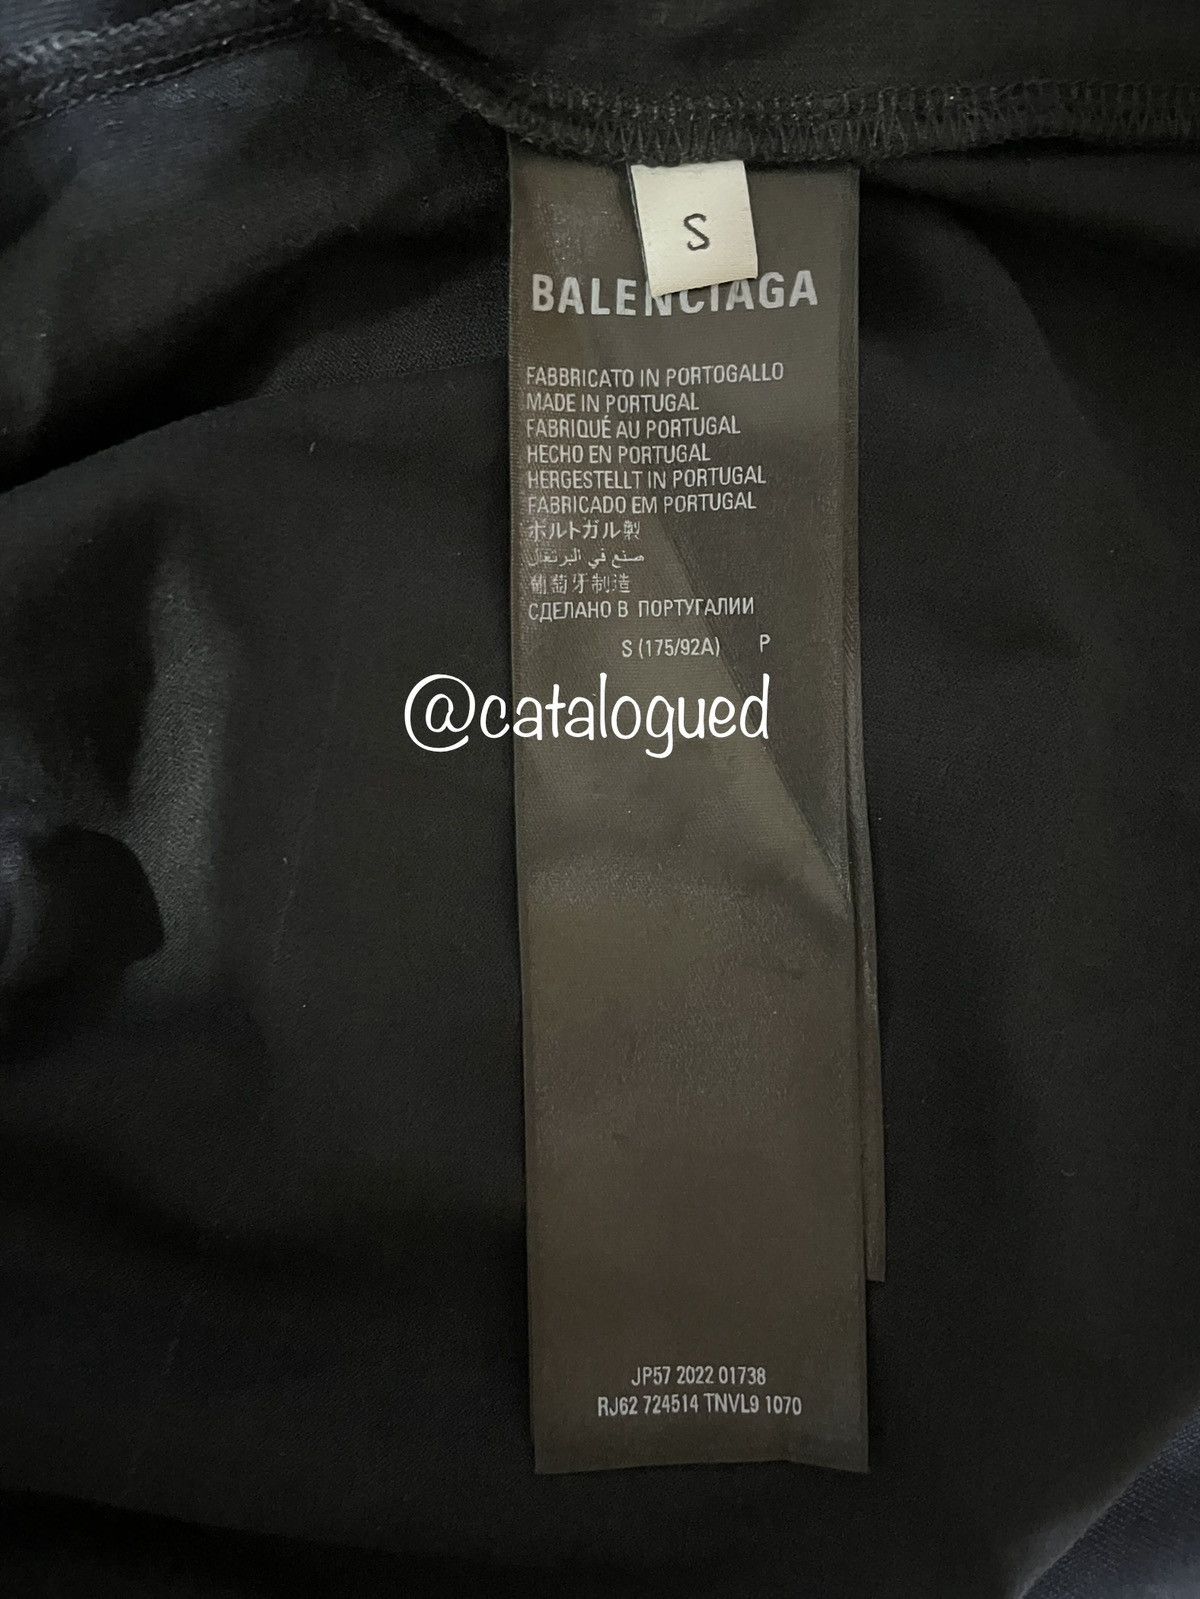 S
BALENCIAGA
FABBRICATO IN PORTOGALLO
MADE IN PORTUGAL
FABRIQUÉ AU PORTUGAL
HECHO EN PORTUGAL
HERGESTELLT IN PORTUGAL
FABRICADO EM PORTUGAL
ポルトガル製
صنع في البرتغال
葡萄牙制造
СДЕЛАНО В ПОРТУГАЛИИ
S (175/92A) P
@catalogued
JP57 2022 01738
RJ62 724514 TNVL9 1070